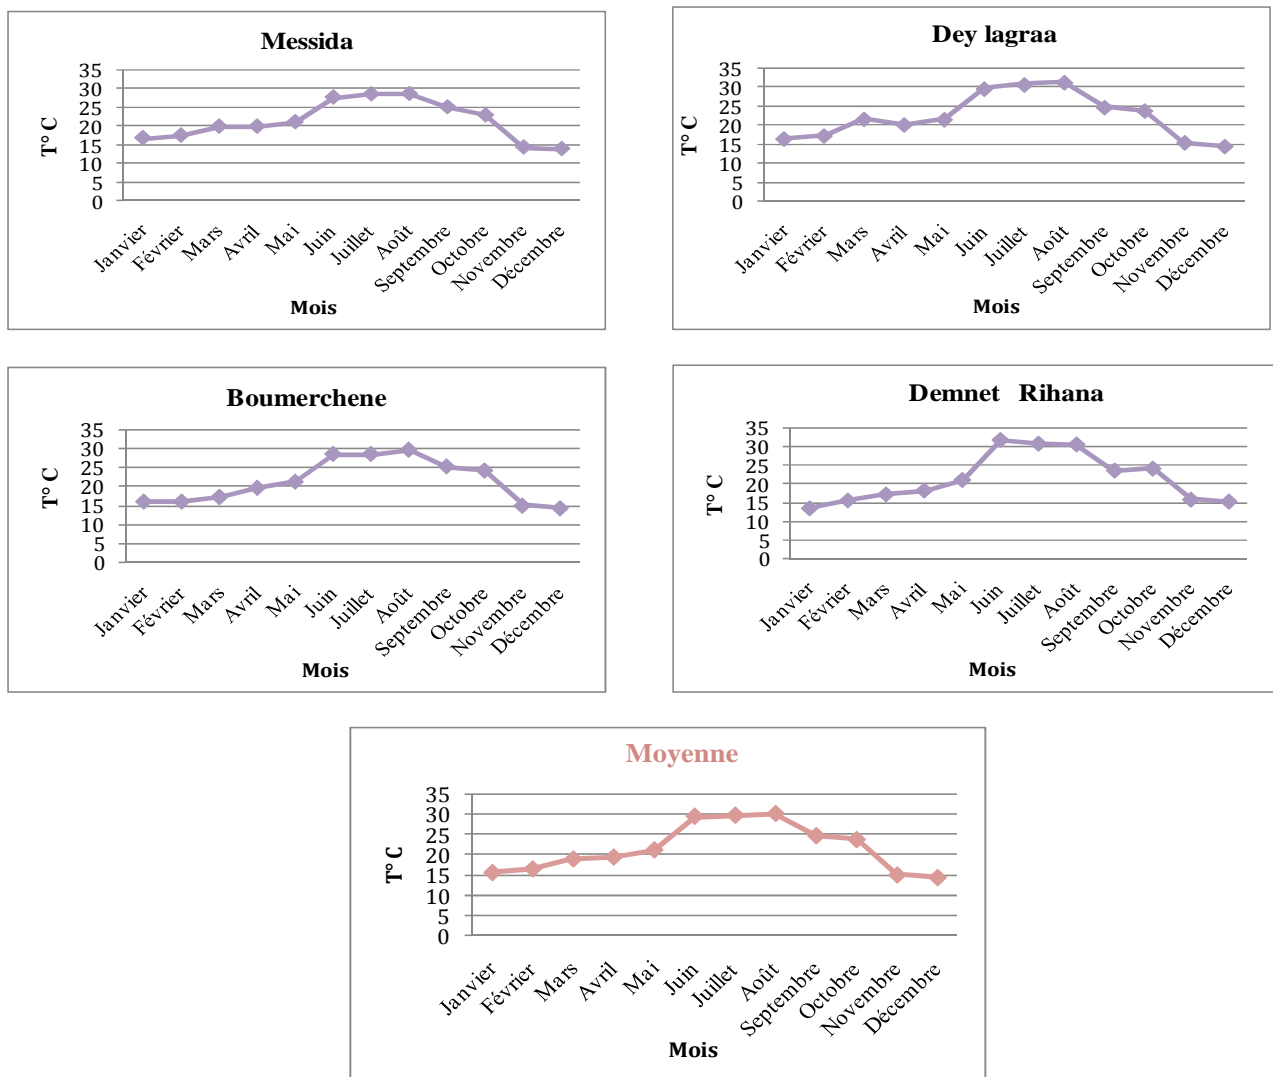 Messida
T° C
35
30
25
20
15
10
5
0
Janvier
Février
Mars
Avril
Mai
Juin
Juillet
Août
Septembre
Octobre
Novembre
Décembre
Mois
Dey lagraa
T° C
35
30
25
20
15
10
5
0
Janvier
Février
Mars
Avril
Mai
Juin
Juillet
Août
Septembre
Octobre
Novembre
Décembre
Mois
Boumerchene
T° C
35
30
25
20
15
10
5
0
Janvier
Février
Mars
Avril
Mai
Juin
Juillet
Août
Septembre
Octobre
Novembre
Décembre
Mois
Demnet Rihana
T° C
35
30
25
20
15
10
5
0
Janvier
Février
Mars
Avril
Mai
Juin
Juillet
Août
Septembre
Octobre
Novembre
Décembre
Mois
Moyenne
T° C
35
30
25
20
15
10
5
0
Janvier
Février
Mars
Avril
Mai
Juin
Juillet
Août
Septembre
Octobre
Novembre
Décembre
Mois